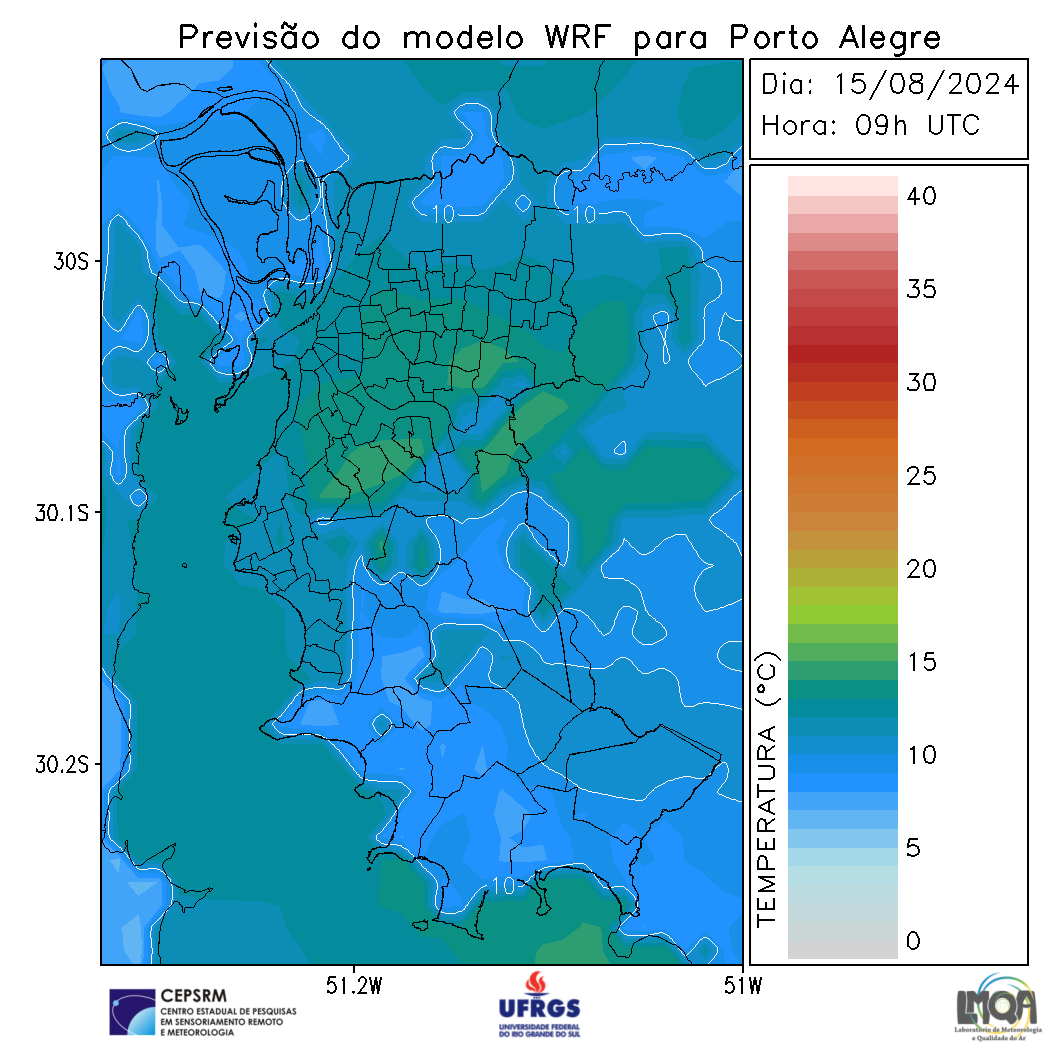 Previsão do modelo WRF para Porto Alegre
Dia: 15/08/2024
Hora: 09h UTC
10
10
10
30S
30.1S
30.2S
51.2W
51W
TEMPERATURA (°C)
40
35
30
25
20
15
10
5
0
CEPSRM
CENTRO ESTADUAL DE PESQUISAS
EM SENSORIAMENTO REMOTO
E METEOROLOGIA
UFRGS
UNIVERSIDADE FEDERAL
DO RIO GRANDE DO SUL
LMQA
Laboratório de Meteorologia
e Qualidade do Ar